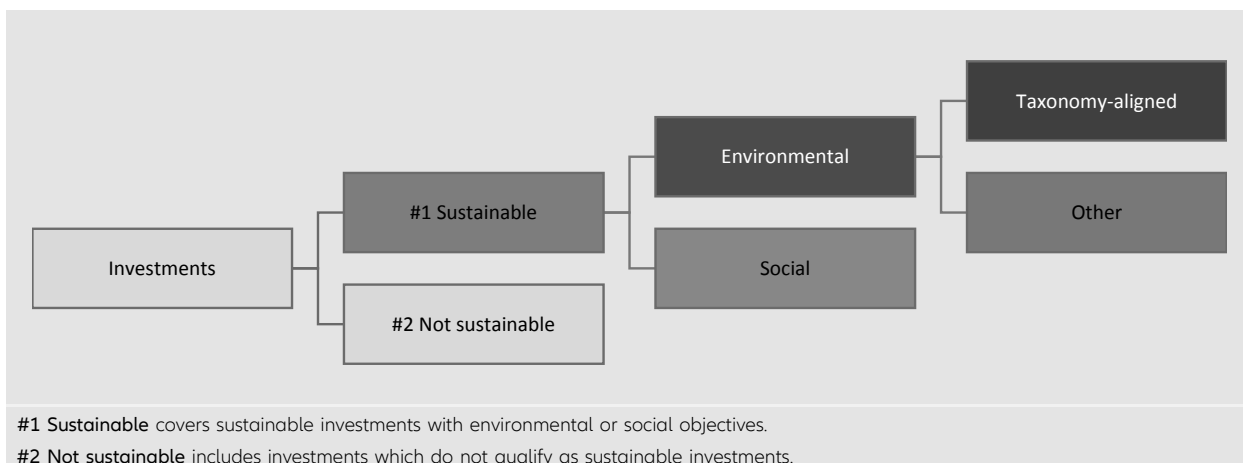 Taxonomy-aligned
Environmental
#1 Sustainable
Other
Investments
Social
#2 Not sustainable
#1 Sustainable covers sustainable investments with environmental or social objectives.
#2 Not sustainable includes investments which do not qualify as sustainable investments.